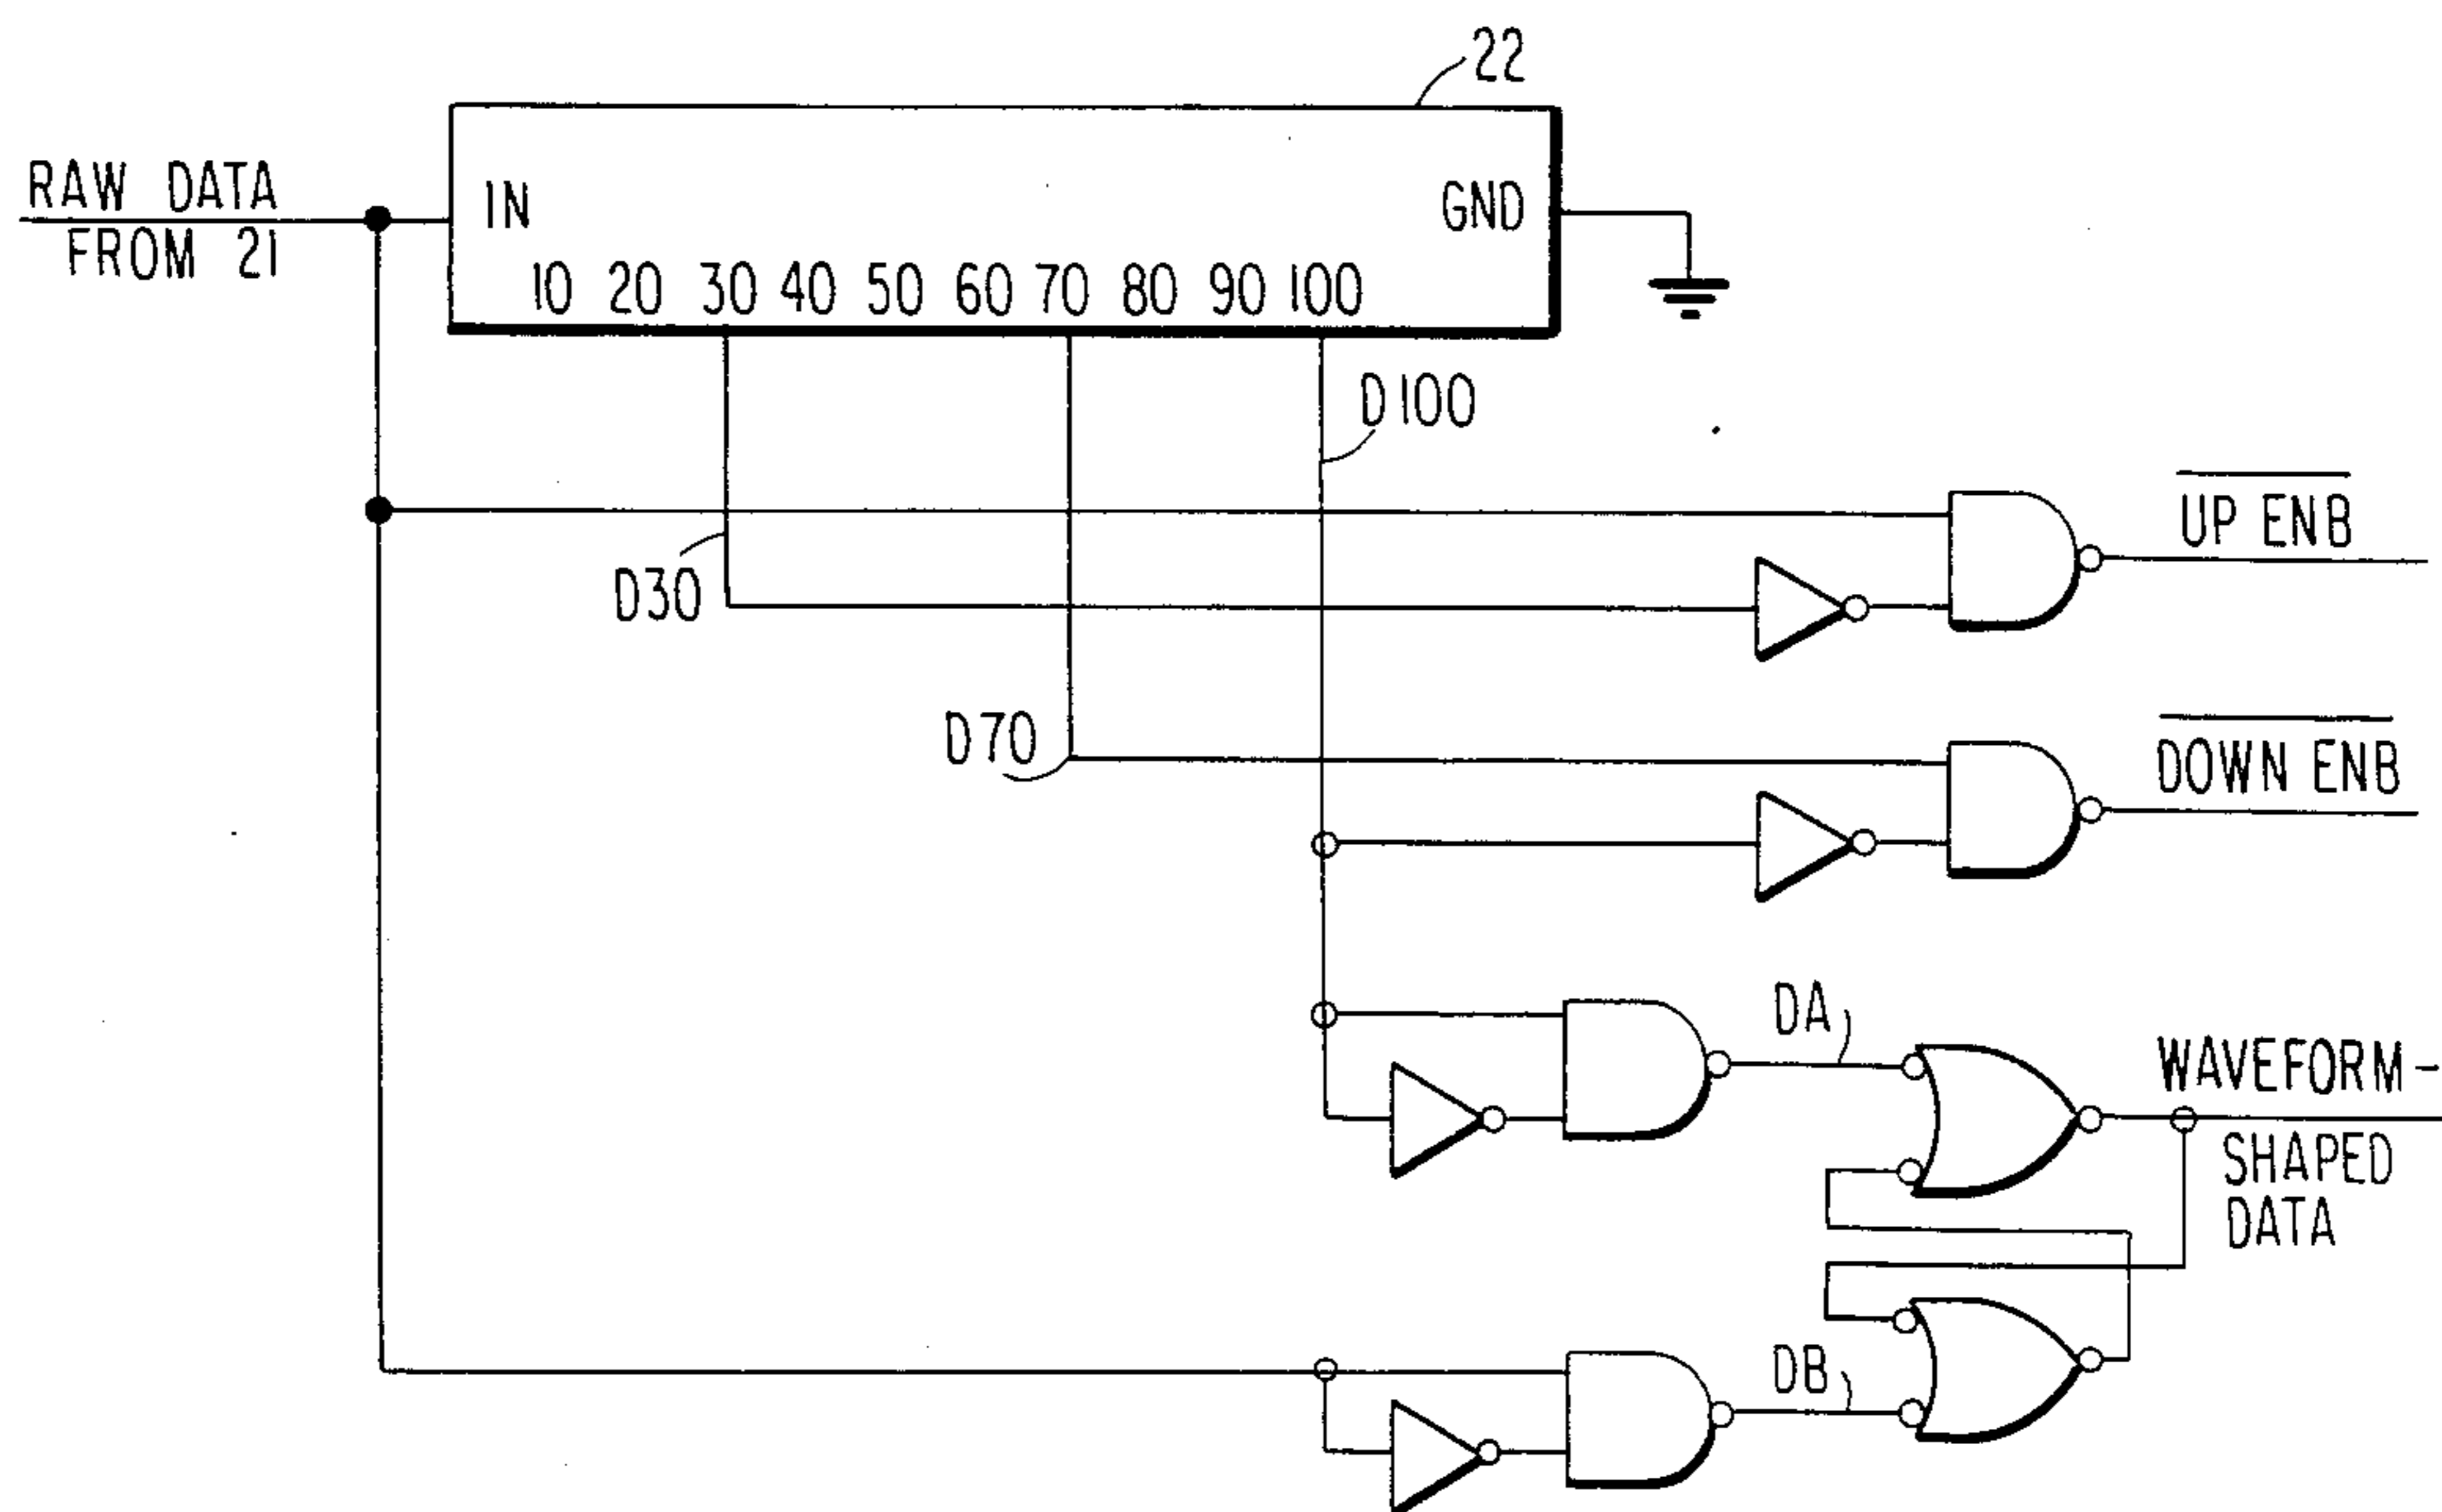 22
RAW DATA
FROM 21
IN
GND
10 20 30 40 50 60 70 80 90 100
D100
UP ENB
D30
D70
DOWN ENB
DA
WAVEFORM-
SHAPED
DATA
DB